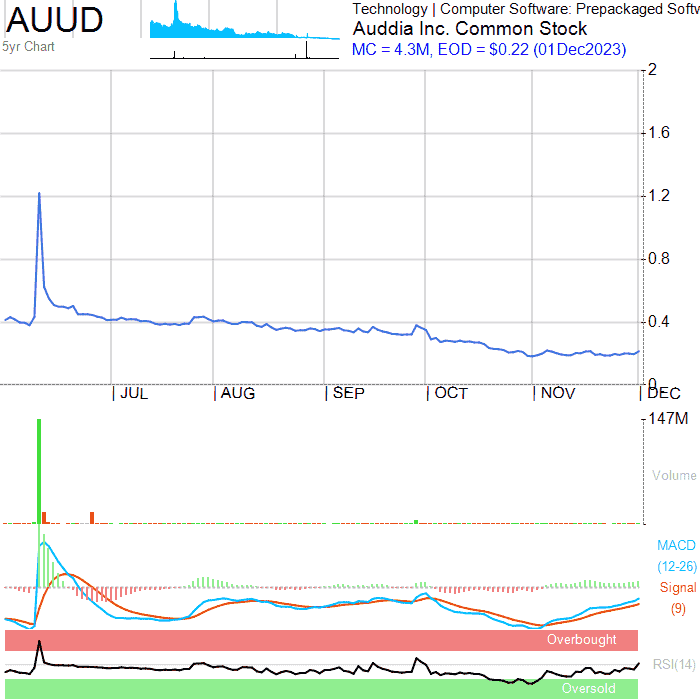 AUUD
5yr Chart
Technology | Computer Software: Prepackaged Softw
Auddia Inc. Common Stock
MC = 4.3M, EOD = $0.22 (01Dec2023)
2
1.6
1.2
0.8
0.4
0
JUL AUG SEP OCT NOV DEC
147M
Volume
MACD
(12-26)
Signal
(9)
Overbought
RSI(14)
Oversold